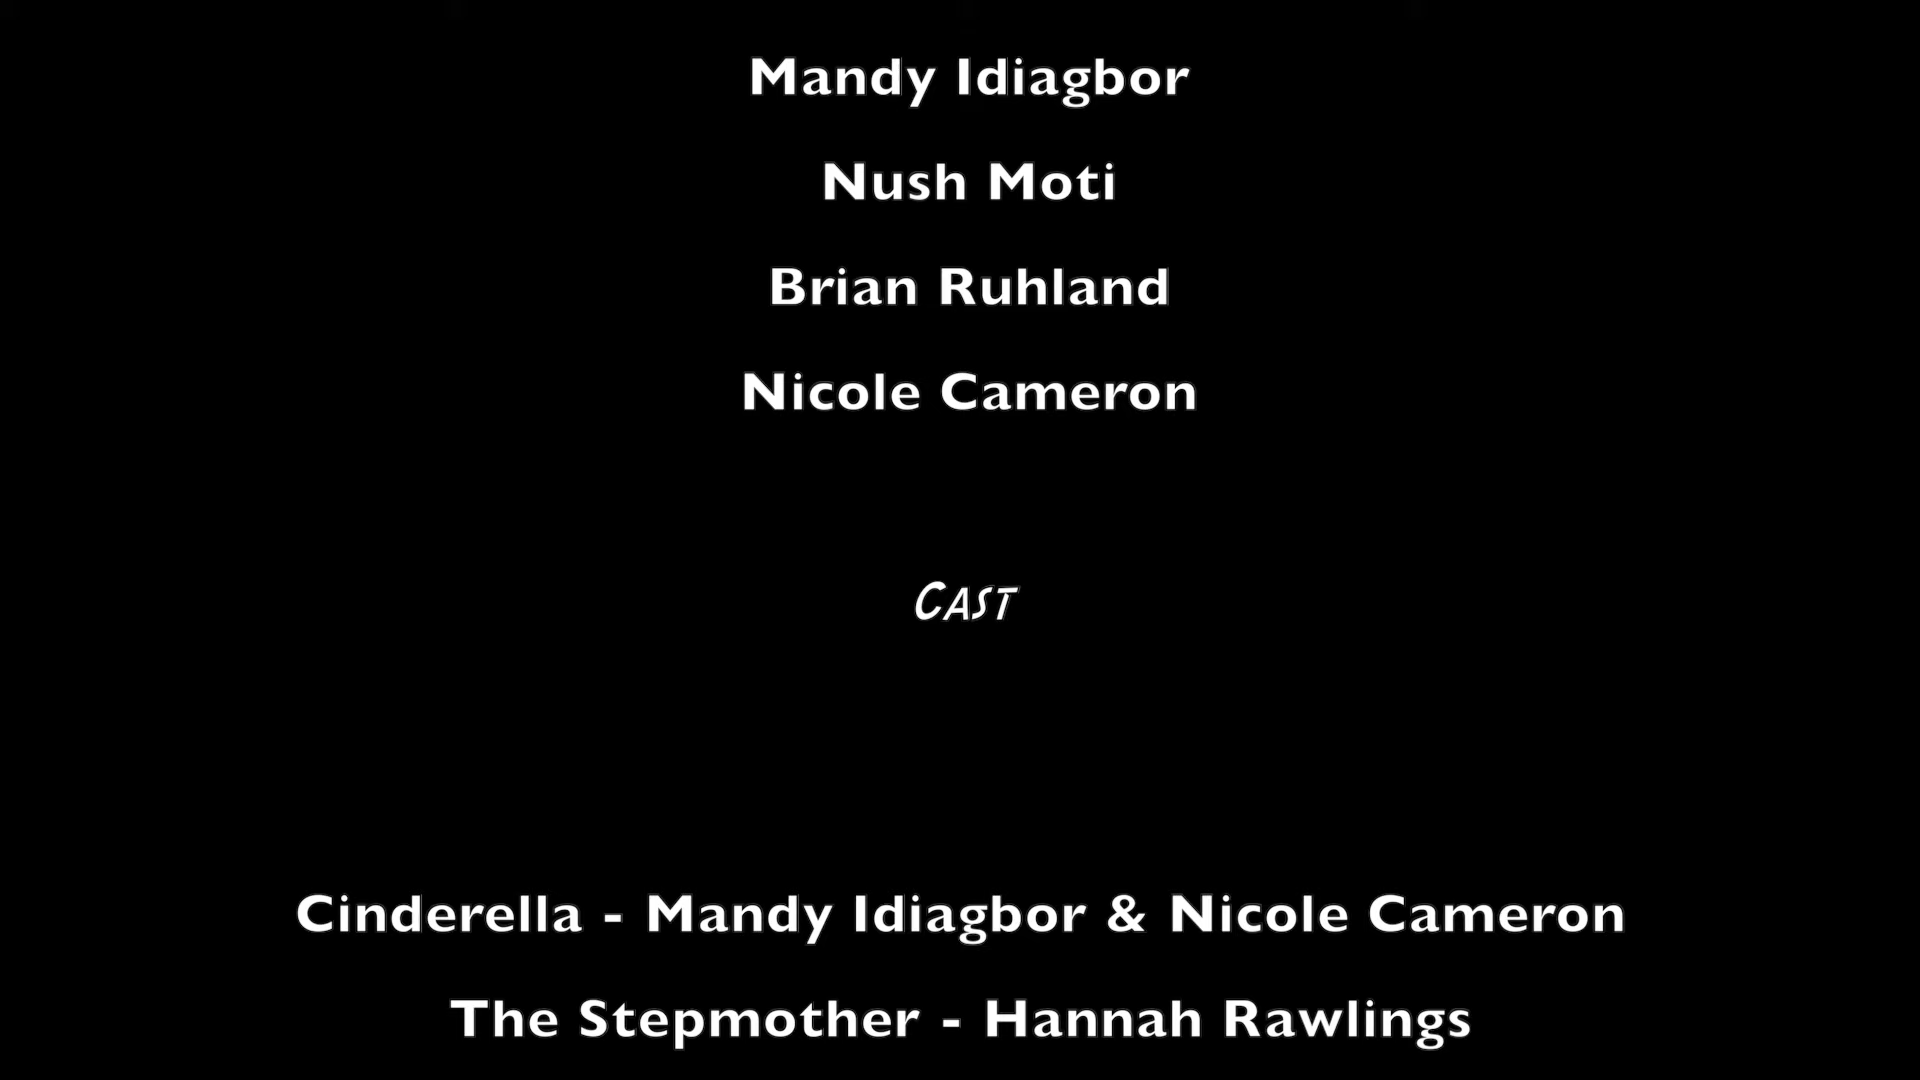 Mandy Idiagbor
Nush Moti
Brian Ruhland
Nicole Cameron
Cast
Cinderella - Mandy Idiagbor & Nicole Cameron
The Stepmother - Hannah Rawlings